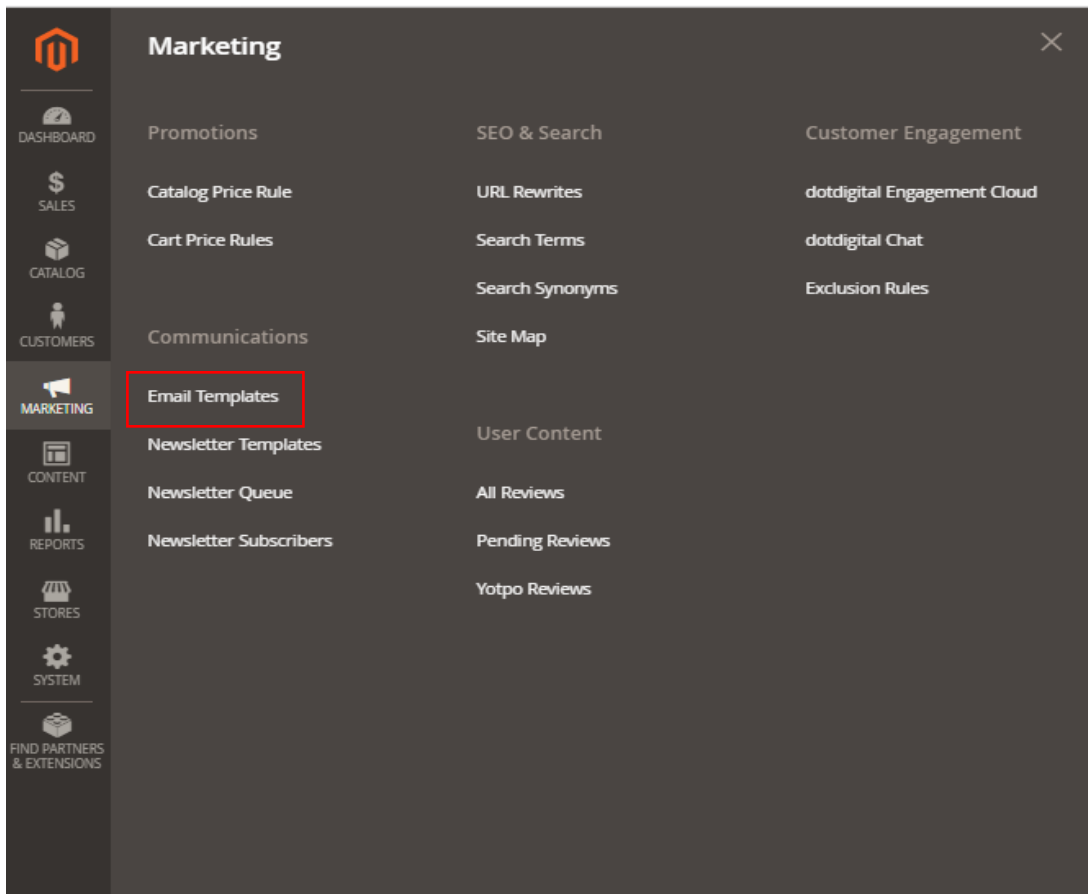 DASHBOARD
SALES
CATALOG
CUSTOMERS
MARKETING
CONTENT
REPORTS
STORES
SYSTEM
FIND PARTNERS
& EXTENSIONS
Marketing
Promotions
Catalog Price Rule
Cart Price Rules
Communications
Email Templates
Newsletter Templates
Newsletter Queue
Newsletter Subscribers
SEO & Search
URL Rewrites
Search Terms
Search Synonyms
Site Map
User Content
All Reviews
Pending Reviews
Yotpo Reviews
Customer Engagement
dotdigital Engagement Cloud
dotdigital Chat
Exclusion Rules